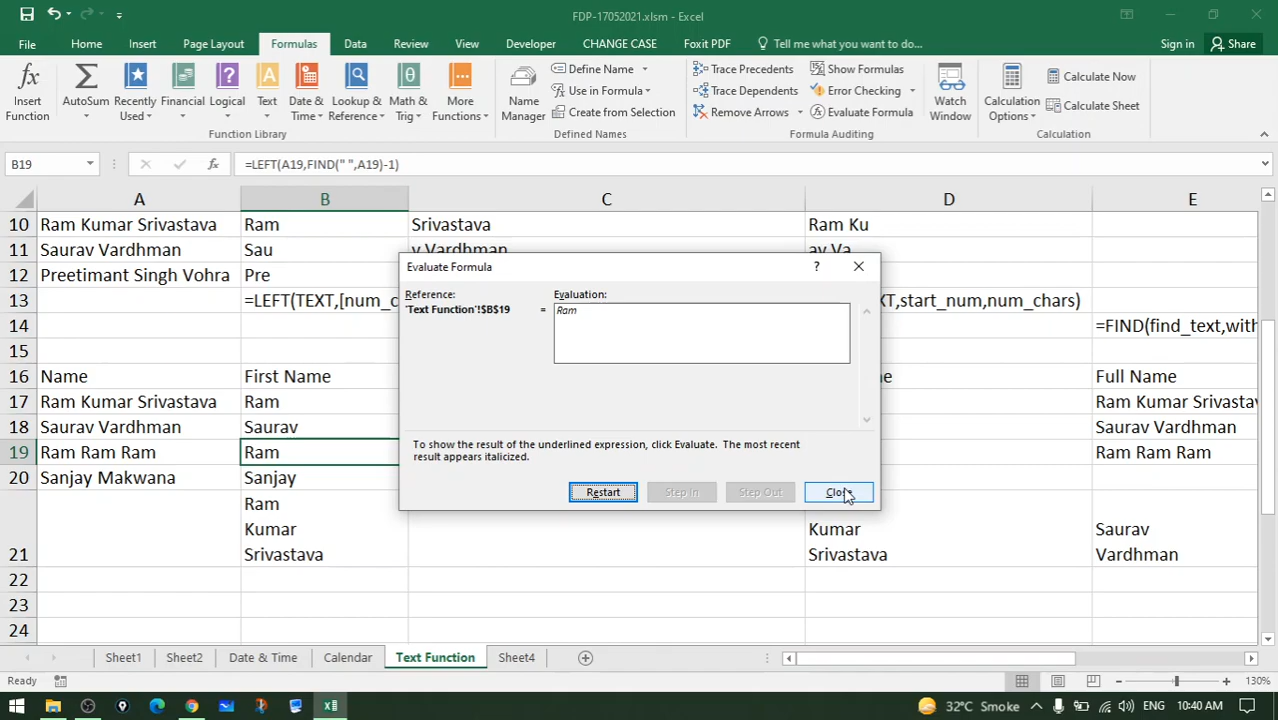 FDP-17052021.xlsm - Excel
File Home Insert Page Layout Formulas Data Review View Developer CHANGE CASE Foxit PDF Tell me what you want to do... Sign in Share
Insert Function
AutoSum
Recently Used
Financial
Logical
Text
Date & Time
Lookup & Reference
Math & Trig
More Functions
Function Library
Name Manager
Define Name
Use in Formula
Create from Selection
Defined Names
Trace Precedents
Trace Dependents
Remove Arrows
Show Formulas
Error Checking
Evaluate Formula
Formula Auditing
Watch Window
Calculation Options
Calculate Now
Calculate Sheet
Calculation
B19 fx =LEFT(A19,FIND(" ",A19)-1)
A B C D E
10 Ram Kumar Srivastava Ram Srivastava Ram Ku
11 Saurav Vardhman Sau v Vardhman av Va
12 Preetimant Singh Vohra Pre
13 =LEFT(TEXT,[num_c XT,start_num,num_chars)
14 =FIND(find_text,with
15
16 Name First Name ne Full Name
17 Ram Kumar Srivastava Ram Ram Kumar Srivastav
18 Saurav Vardhman Saurav Saurav Vardhman
19 Ram Ram Ram Ram Ram Ram Ram
20 Sanjay Makwana Sanjay
Ram
Kumar Kumar Saurav
21 Srivastava Srivastava Vardhman
22
23
24
Evaluate Formula ?
Reference: Evaluation:
'Text Function'!$B$19 = Ram
To show the result of the underlined expression, click Evaluate. The most recent
result appears italicized.
Restart Step In Step Out Close
Sheet1 Sheet2 Date & Time Calendar Text Function Sheet4
Ready 130%
32°C Smoke ENG 10:40 AM